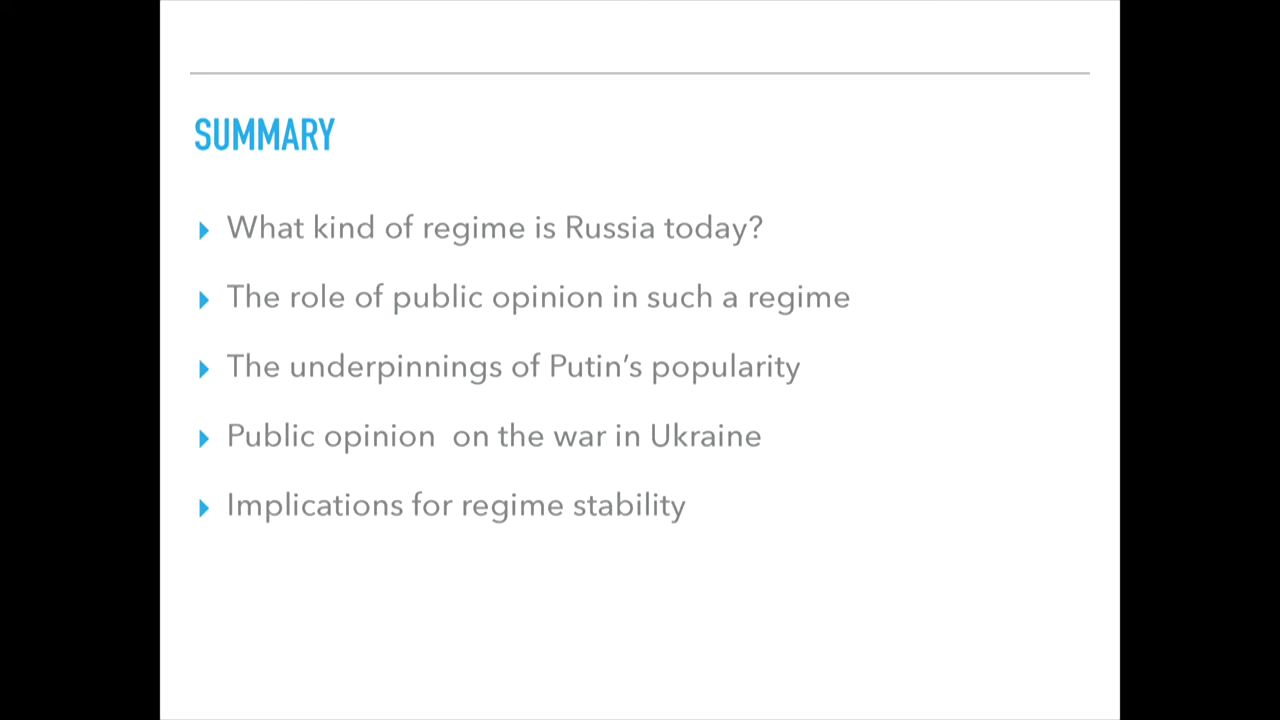 SUMMARY
What kind of regime is Russia today?
The role of public opinion in such a regime
The underpinnings of Putin’s popularity
Public opinion  on the war in Ukraine
Implications for regime stability